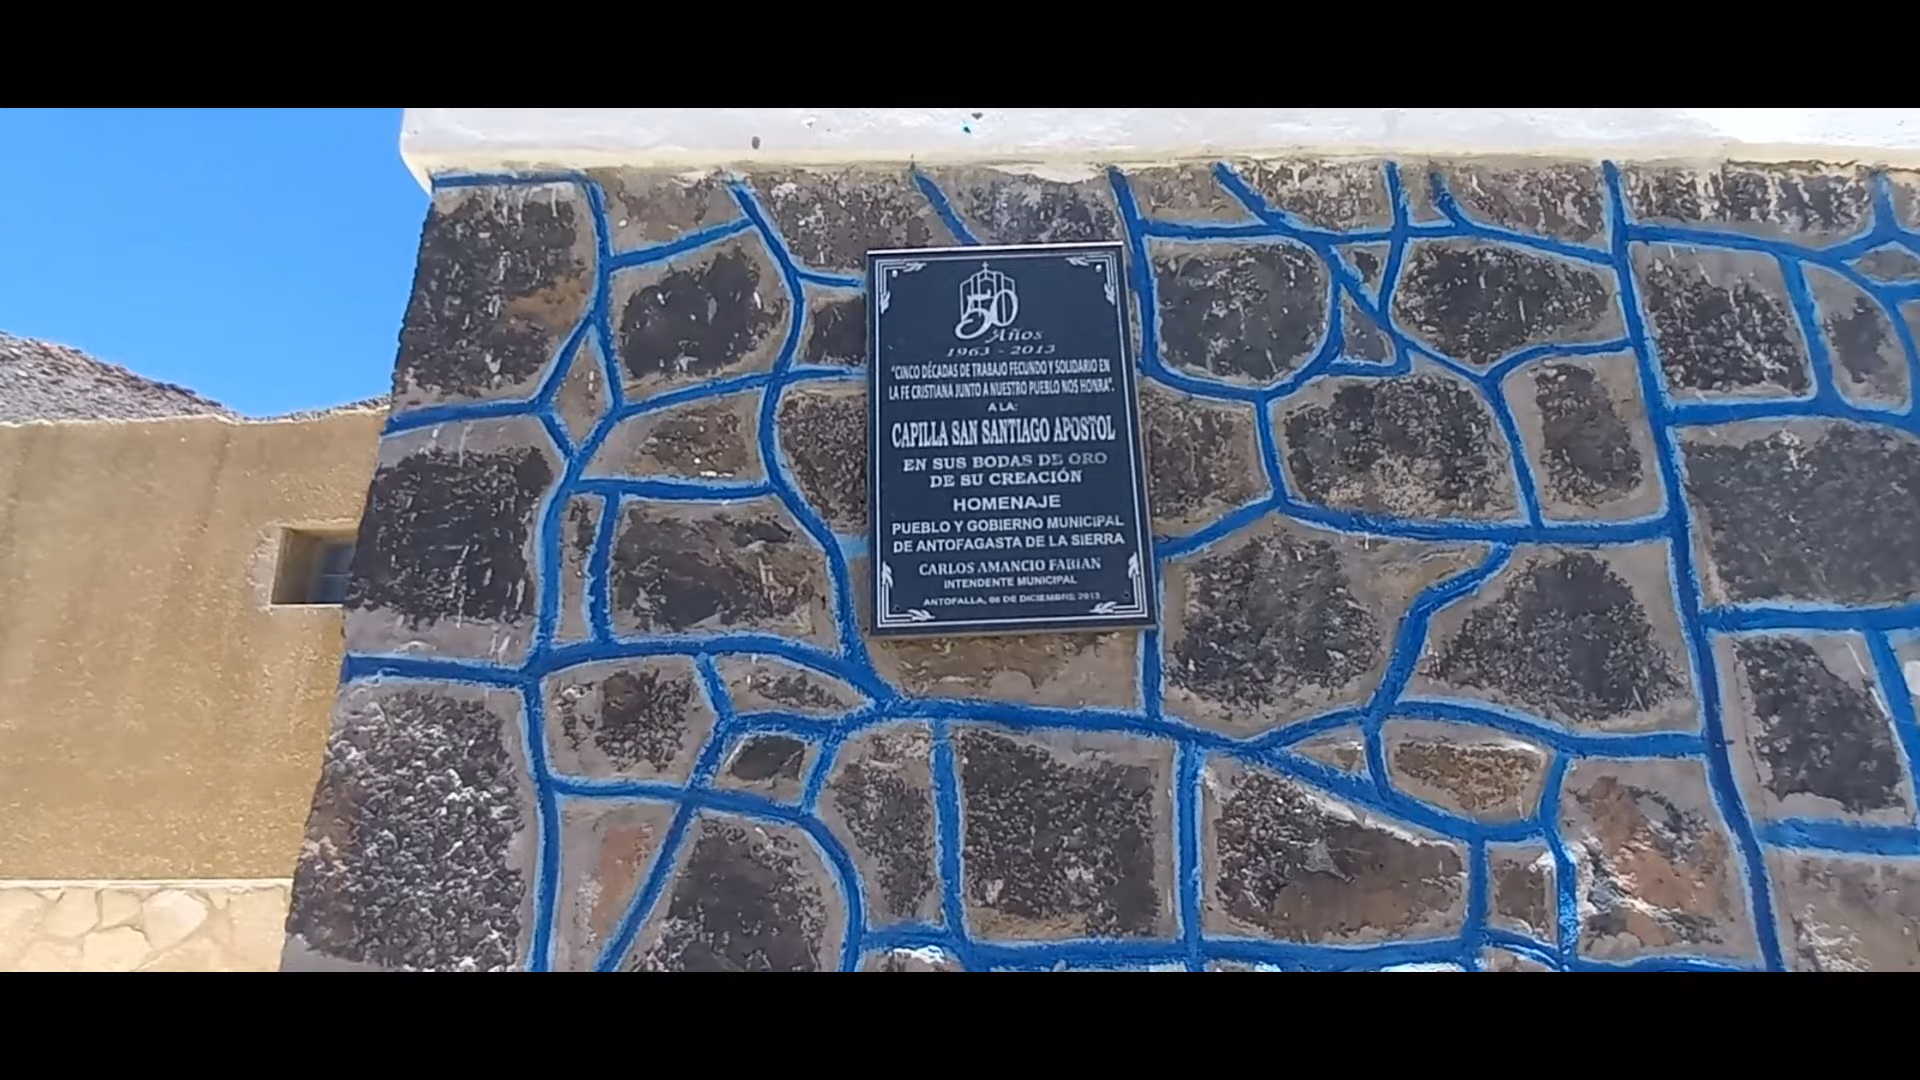 50
Años
1963 - 2013
"CINCO DÉCADAS DE TRABAJO FECUNDO Y SOLIDARIO EN
LA FE CRISTIANA JUNTO A NUESTRO PUEBLO NOS HONRA".
A LA:
CAPILLA SAN SANTIAGO APOSTOL
EN SUS BODAS DE ORO
DE SU CREACIÓN
HOMENAJE
PUEBLO Y GOBIERNO MUNICIPAL
DE ANTOFAGASTA DE LA SIERRA
CARLOS AMANCIO FABIAN
INTENDENTE MUNICIPAL
ANTOFALLA, 08 DE DICIEMBRE 2013